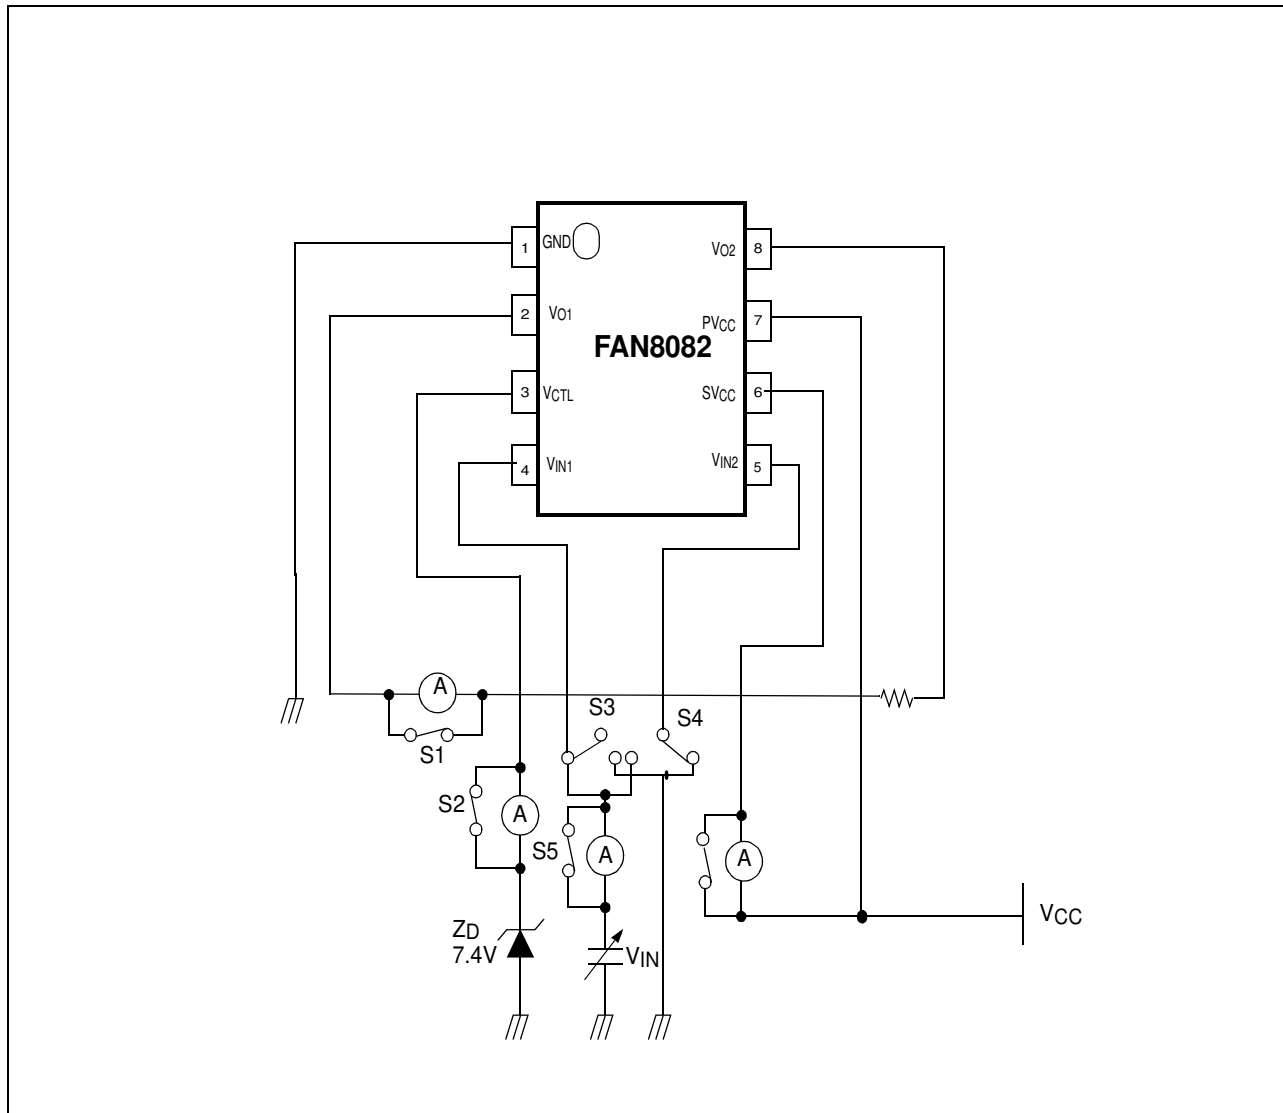 1 GND
VO2 8
2 VO1
PVCC 7
FAN8082
3 VCTL
SVCC 6
4 VIN1
VIN2 5
A
S1
S3
S4
S2
A
S5
A
A
ZD
7.4V
VIN
VCC